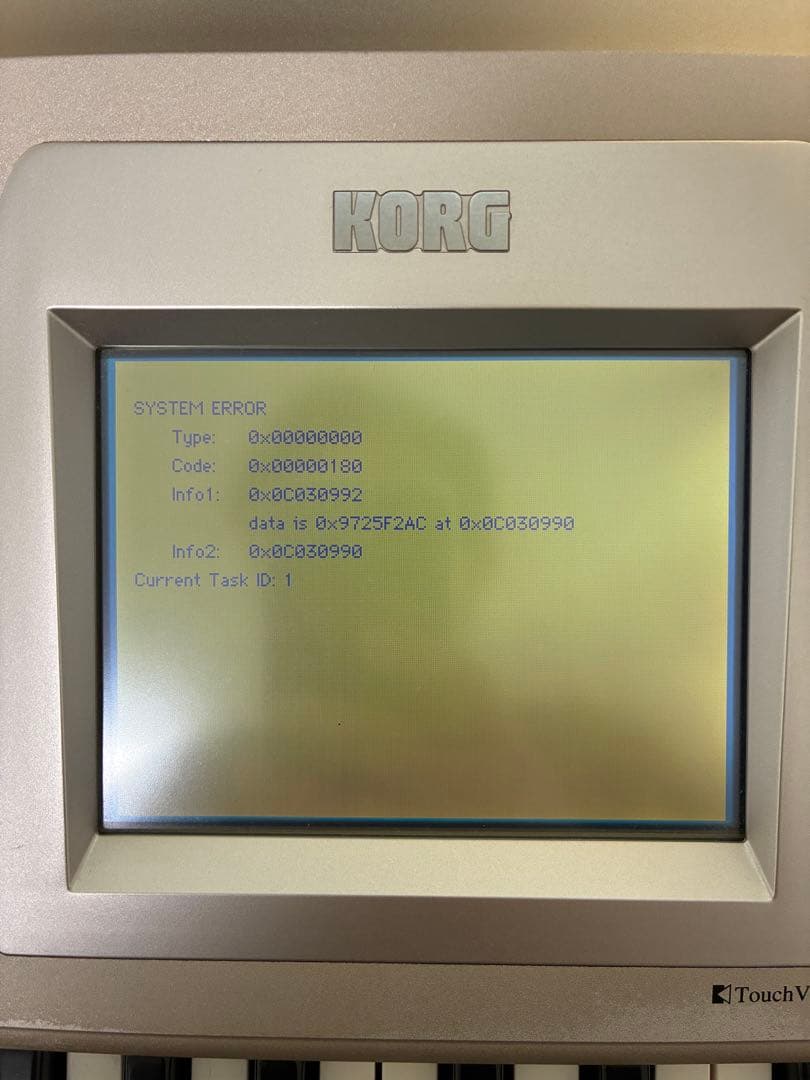 KORG
SYSTEM ERROR
Type: 0x00000000
Code: 0x00000180
Info1: 0x0C030992
data is 0x9725F2AC at 0x0C030990
Info2: 0x0C030990
Current Task ID: 1
TouchV